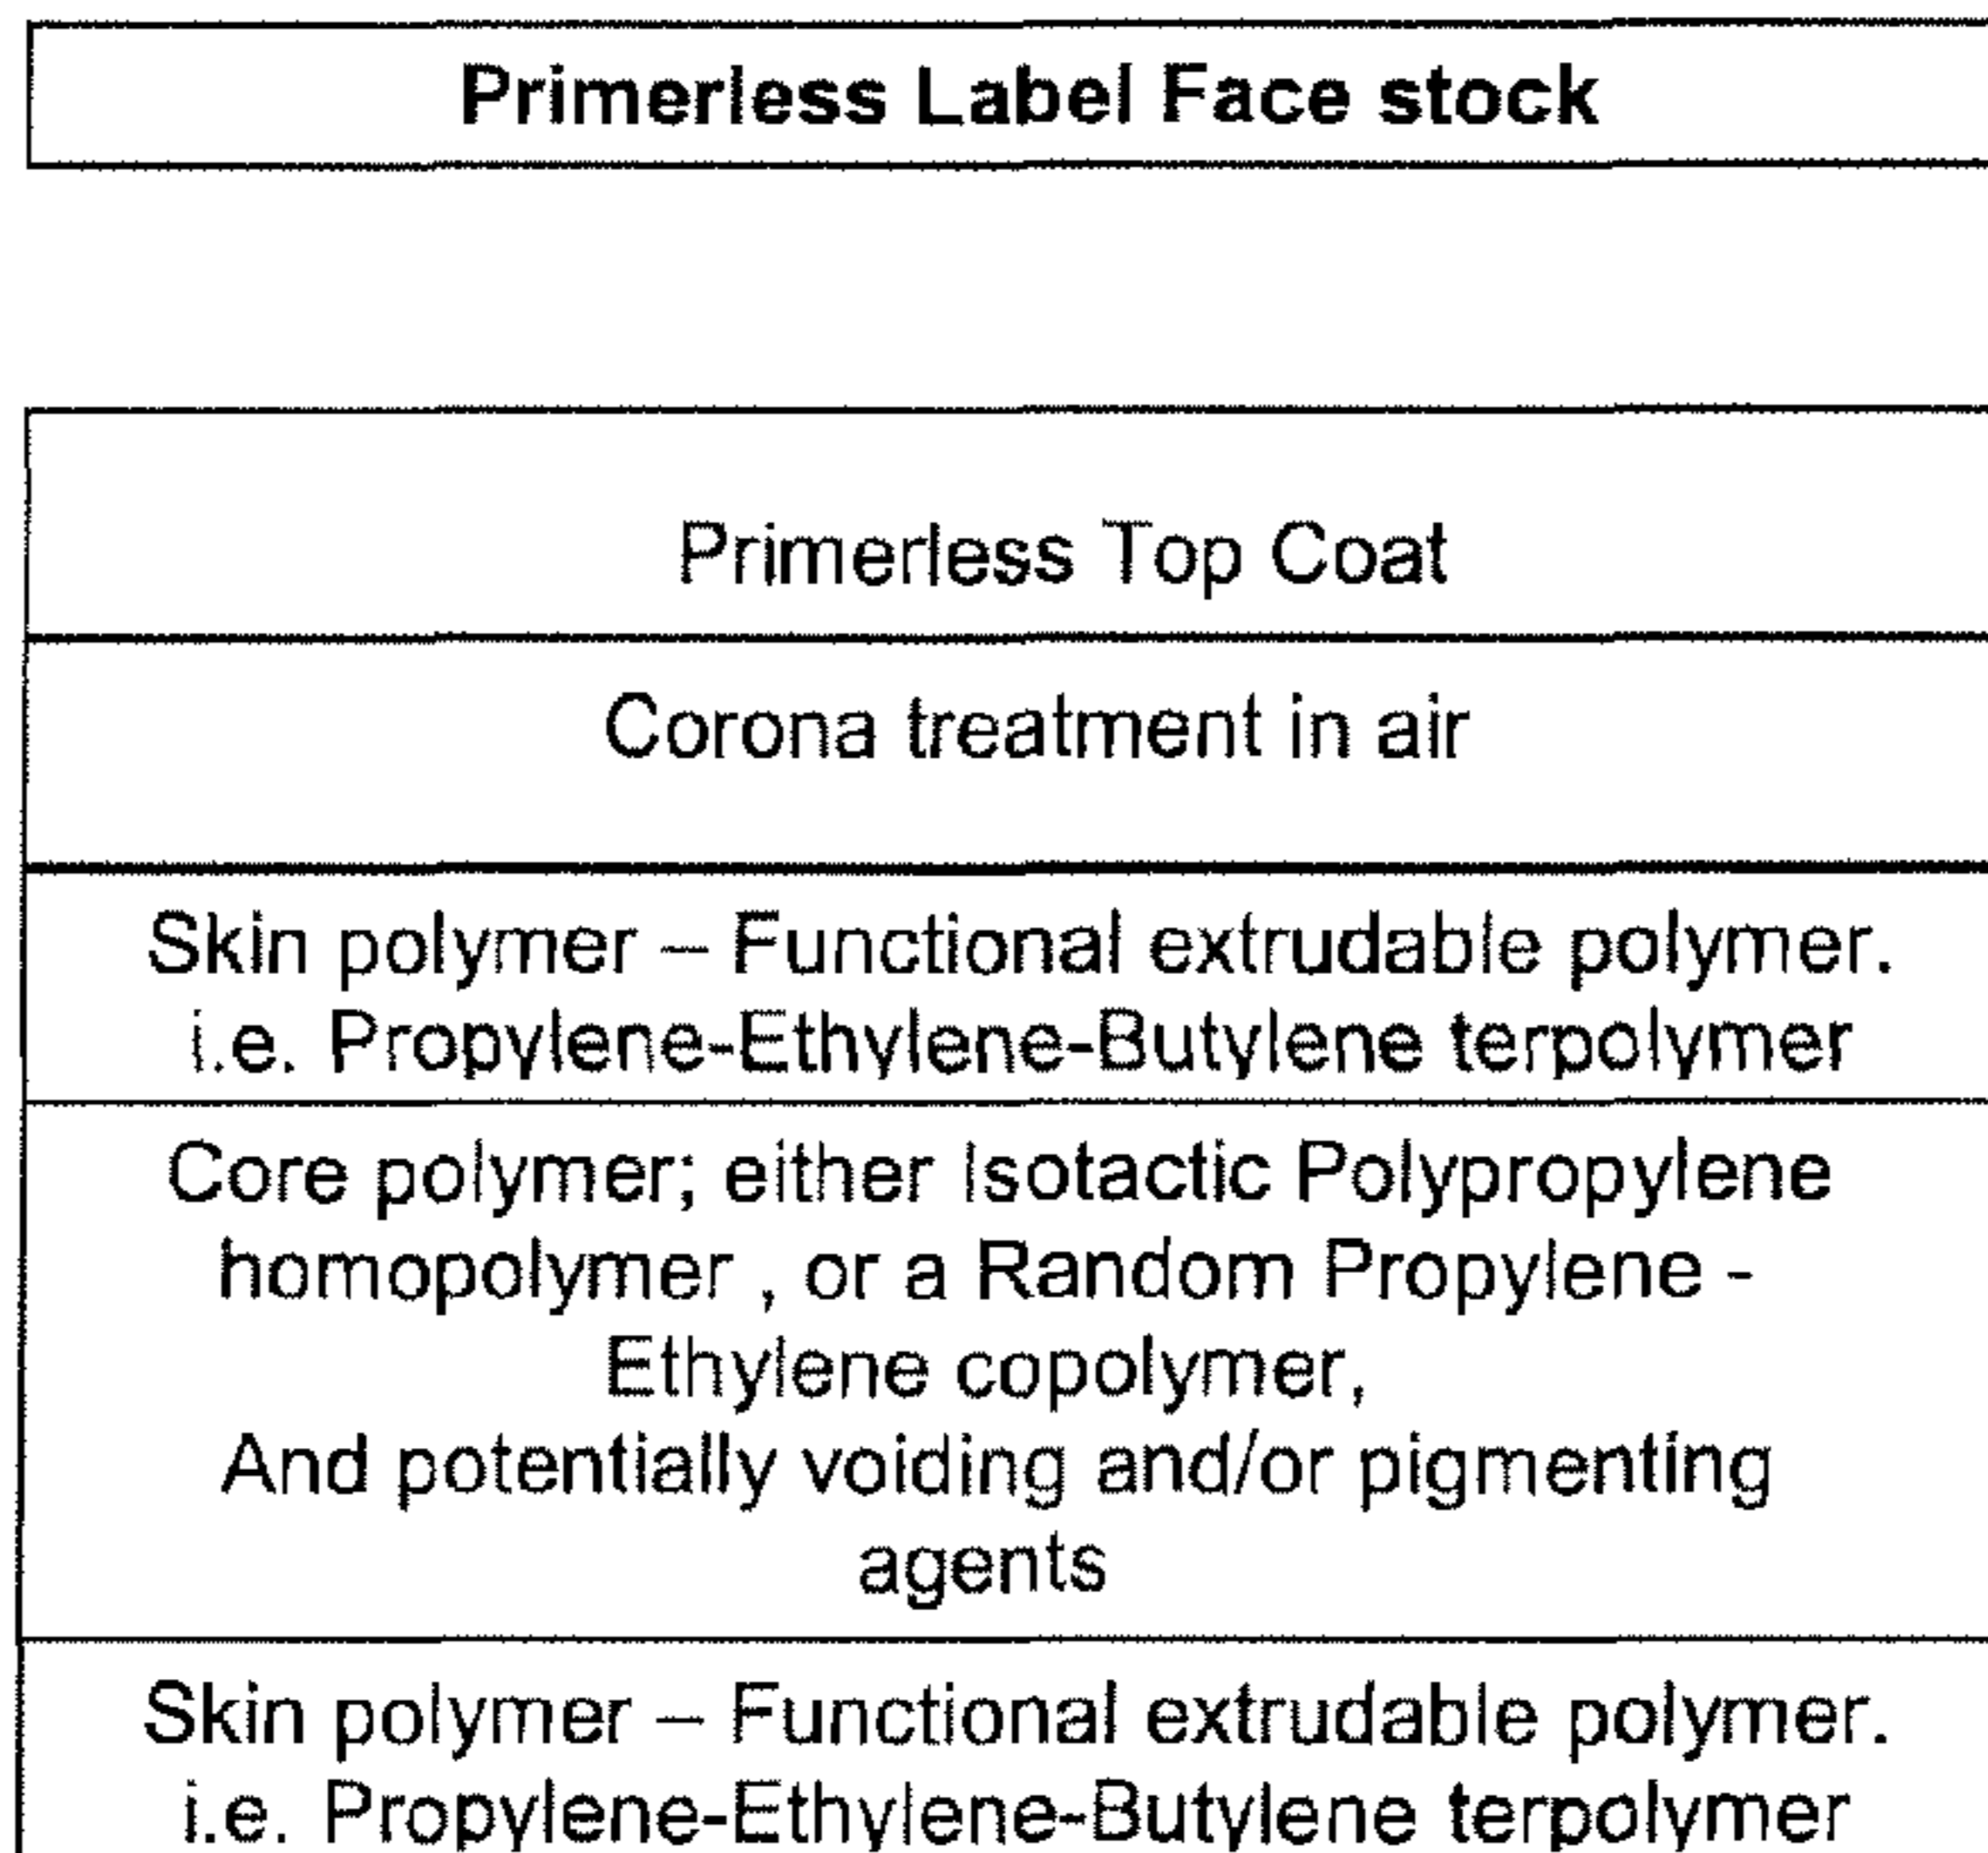 Primerless Label Face stock
Primerless Top Coat
Corona treatment in air
Skin polymer – Functional extrudable polymer.
i.e. Propylene-Ethylene-Butylene terpolymer
Core polymer; either Isotactic Polypropylene
homopolymer , or a Random Propylene -
Ethylene copolymer,
And potentially voiding and/or pigmenting
agents
Skin polymer – Functional extrudable polymer.
i.e. Propylene-Ethylene-Butylene terpolymer